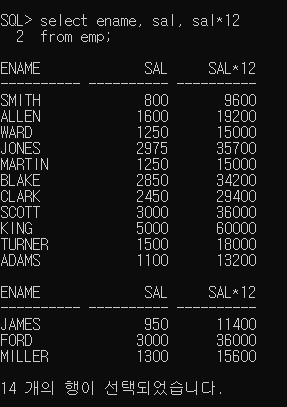 SQL> select ename, sal, sal*12
  2  from emp;
ENAME             SAL     SAL*12
---------- ---------- ----------
SMITH             800       9600
ALLEN            1600      19200
WARD             1250      15000
JONES            2975      35700
MARTIN           1250      15000
BLAKE            2850      34200
CLARK            2450      29400
SCOTT            3000      36000
KING             5000      60000
TURNER           1500      18000
ADAMS            1100      13200
ENAME             SAL     SAL*12
---------- ---------- ----------
JAMES             950      11400
FORD             3000      36000
MILLER           1300      15600
14 개의 행이 선택되었습니다.